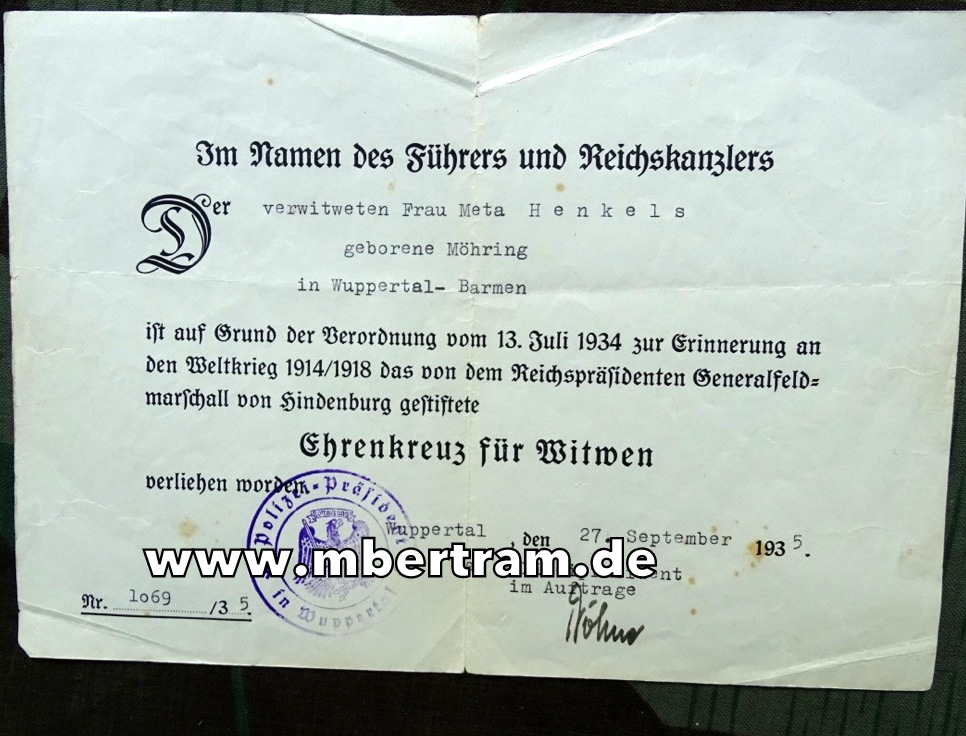 Im Namen des Führers und Reichskanzlers
Der verwitweten Frau Meta H e n k e l s
geborene Möhring
in Wuppertal- Barmen
ist auf Grund der Verordnung vom 13. Juli 1934 zur Erinnerung an
den Weltkrieg 1914/1918 das von dem Reichspräsidenten Generalfeld=
marschall von Hindenburg gestiftete
Ehrenkreuz für Witwen
verliehen worden.
Polizei-Präsident
in Wuppertal
Wuppertal, den 27. September 1935.
www.mbertram.de
im Auftrage
Nr. 1o69 /35.